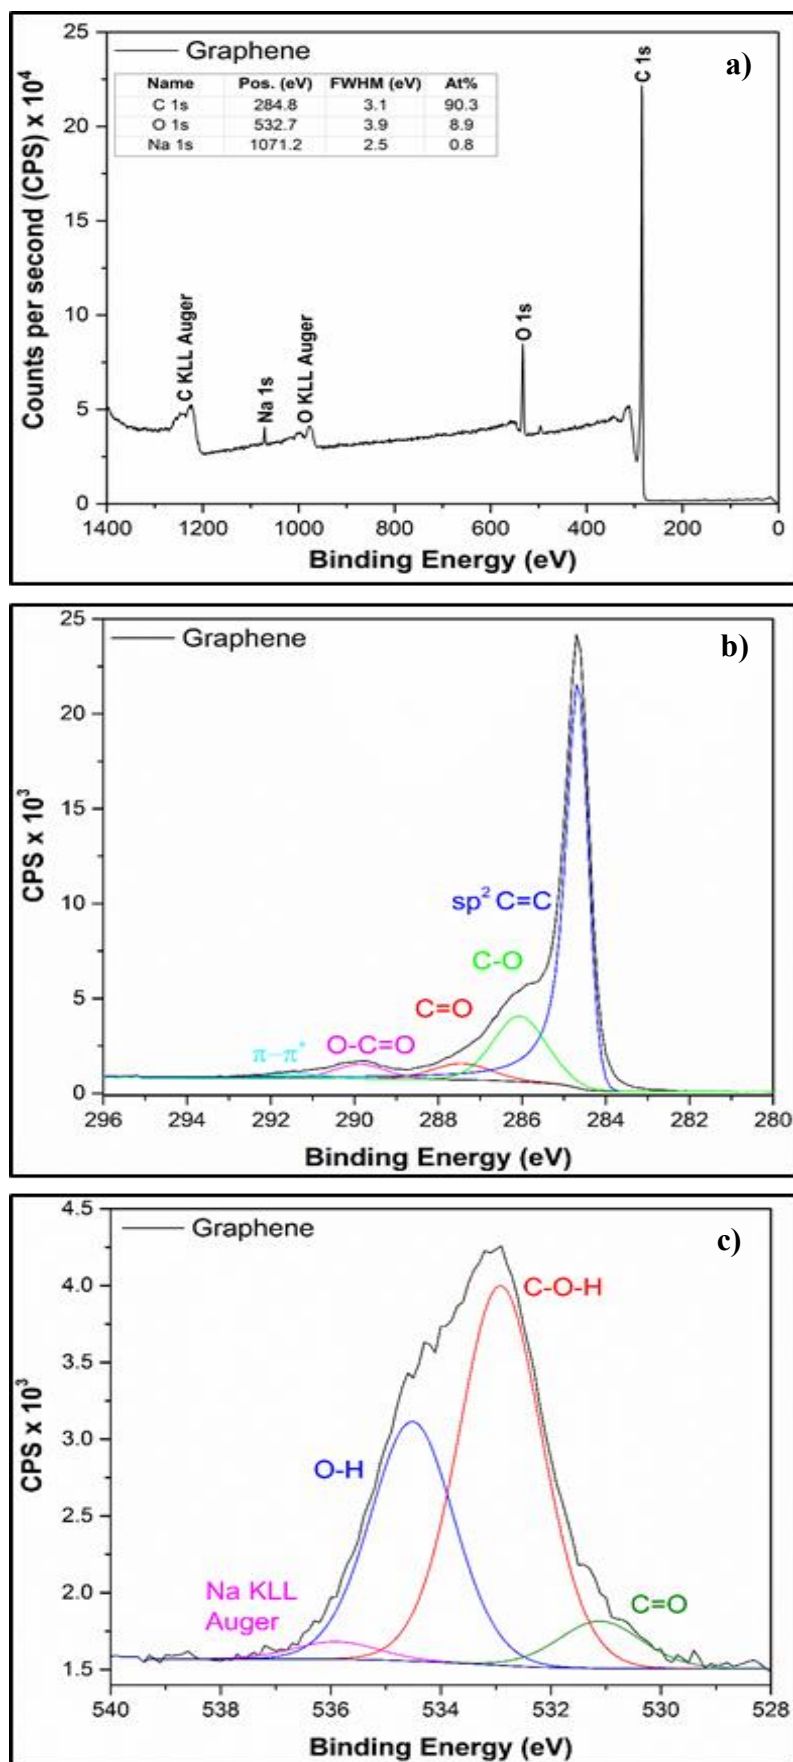 25
20
15
10
5
0
Counts per second (CPS) x 10⁴
Graphene
a)
Name Pos. (eV) FWHM (eV) At%
C 1s 284.8 3.1 90.3
O 1s 532.7 3.9 8.9
Na 1s 1071.2 2.5 0.8
C KLL Auger
Na 1s
O KLL Auger
O 1s
C 1s
1400 1200 1000 800 600 400 200 0
Binding Energy (eV)
25
20
15
10
5
0
CPS x 10³
Graphene
b)
sp² C=C
C-O
C=O
O-C=O
π−π*
296 294 292 290 288 286 284 282 280
Binding Energy (eV)
4.5
4.0
3.5
3.0
2.5
2.0
1.5
CPS x 10³
Graphene
c)
C-O-H
O-H
Na KLL
Auger
C=O
540 538 536 534 532 530 528
Binding Energy (eV)